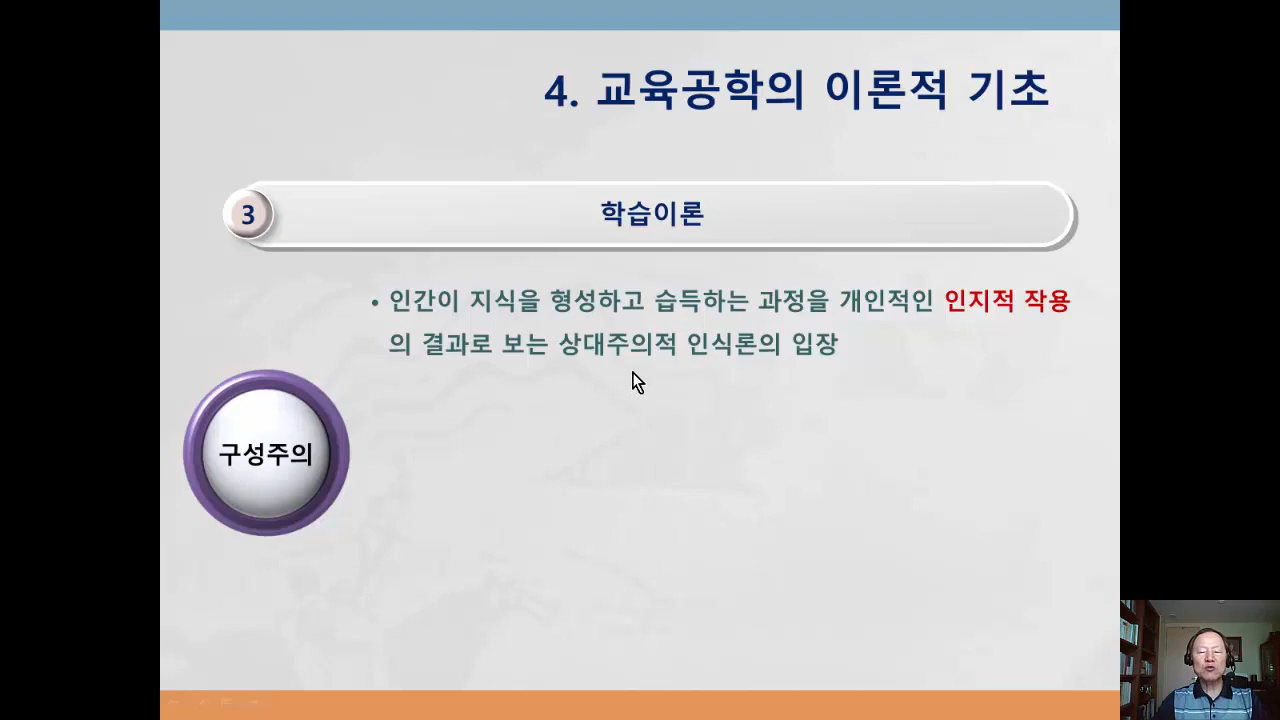 4. 교육공학의 이론적 기초
3
학습이론
• 인간이 지식을 형성하고 습득하는 과정을 개인적인 인지적 작용
의 결과로 보는 상대주의적 인식론의 입장
구성주의